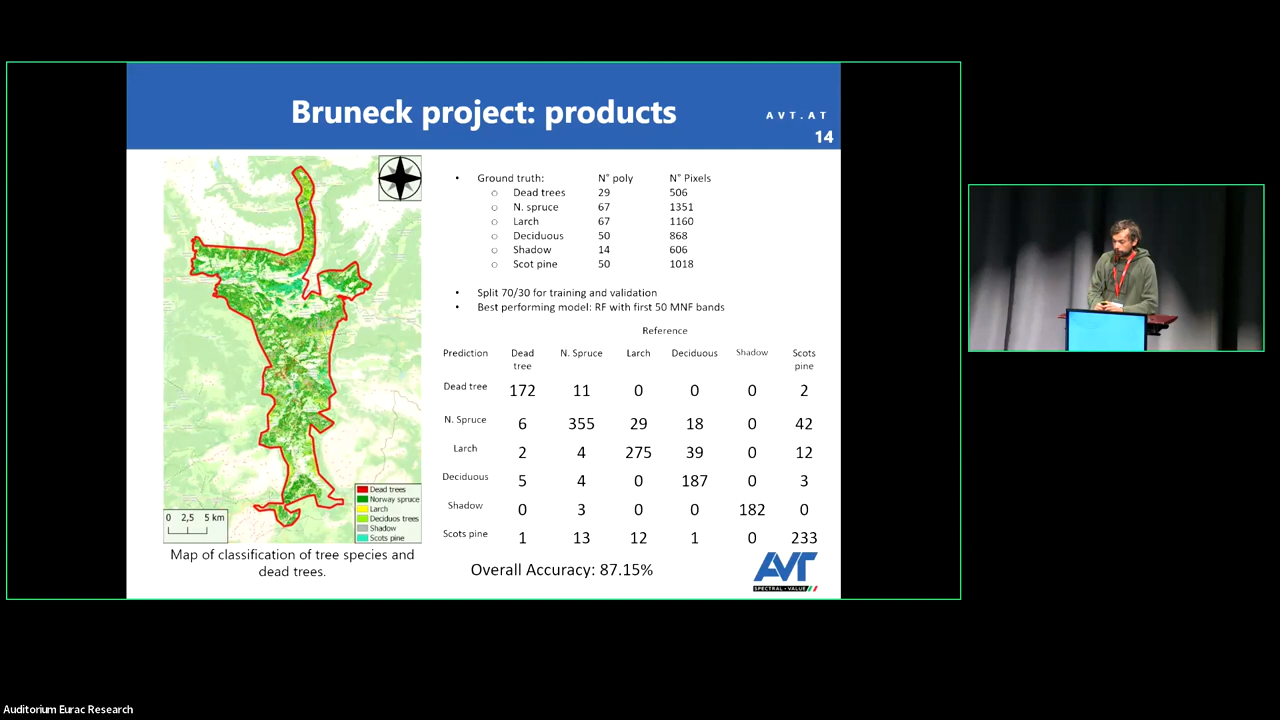 Bruneck project: products
AVT.AT
14
• Ground truth: N° poly N° Pixels
o Dead trees 29 506
o N. spruce 67 1351
o Larch 67 1160
o Deciduous 50 868
o Shadow 14 606
o Scot pine 50 1018
• Split 70/30 for training and validation
• Best performing model: RF with first 50 MNF bands
Reference
Prediction Dead tree N. Spruce Larch Deciduous Shadow Scots pine
Dead tree 172 11 0 0 0 2
N. Spruce 6 355 29 18 0 42
Larch 2 4 275 39 0 12
Deciduous 5 4 0 187 0 3
Shadow 0 3 0 0 182 0
Scots pine 1 13 12 1 0 233
Overall Accuracy: 87.15%
Dead trees
Norway spruce
Larch
Deciduos trees
Shadow
Scots pine
0 2,5 5 km
Map of classification of tree species and
dead trees.
AVT
SPECTRAL + VALUE
Auditorium Eurac Research